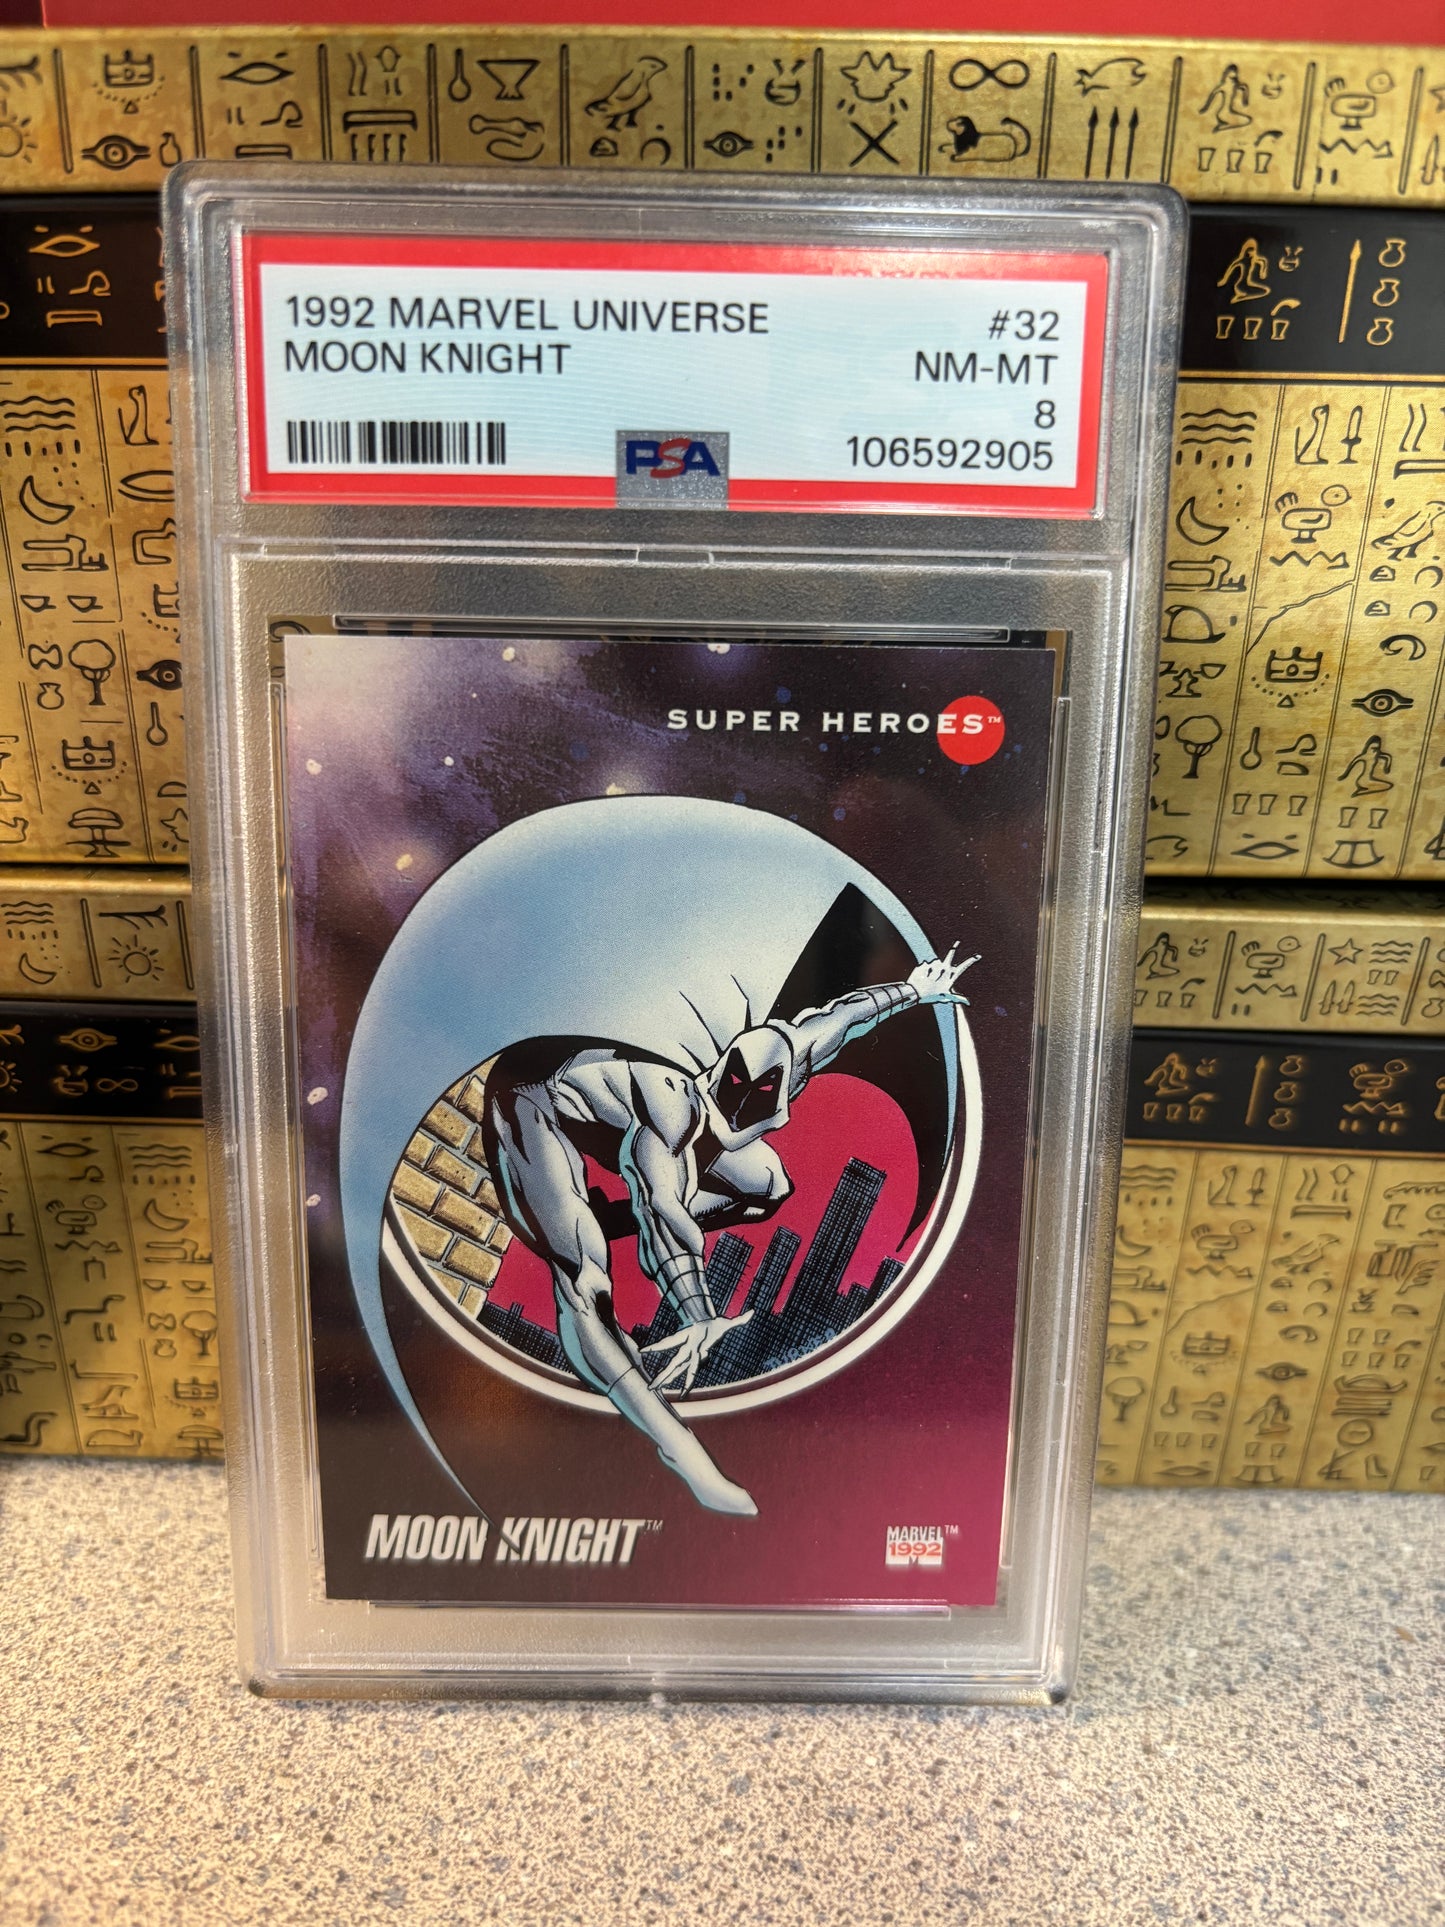 1992 MARVEL UNIVERSE #32
MOON KNIGHT NM-MT
8
PSA 106592905
SUPER HEROES™
MOON KNIGHT™
MARVEL™
1992